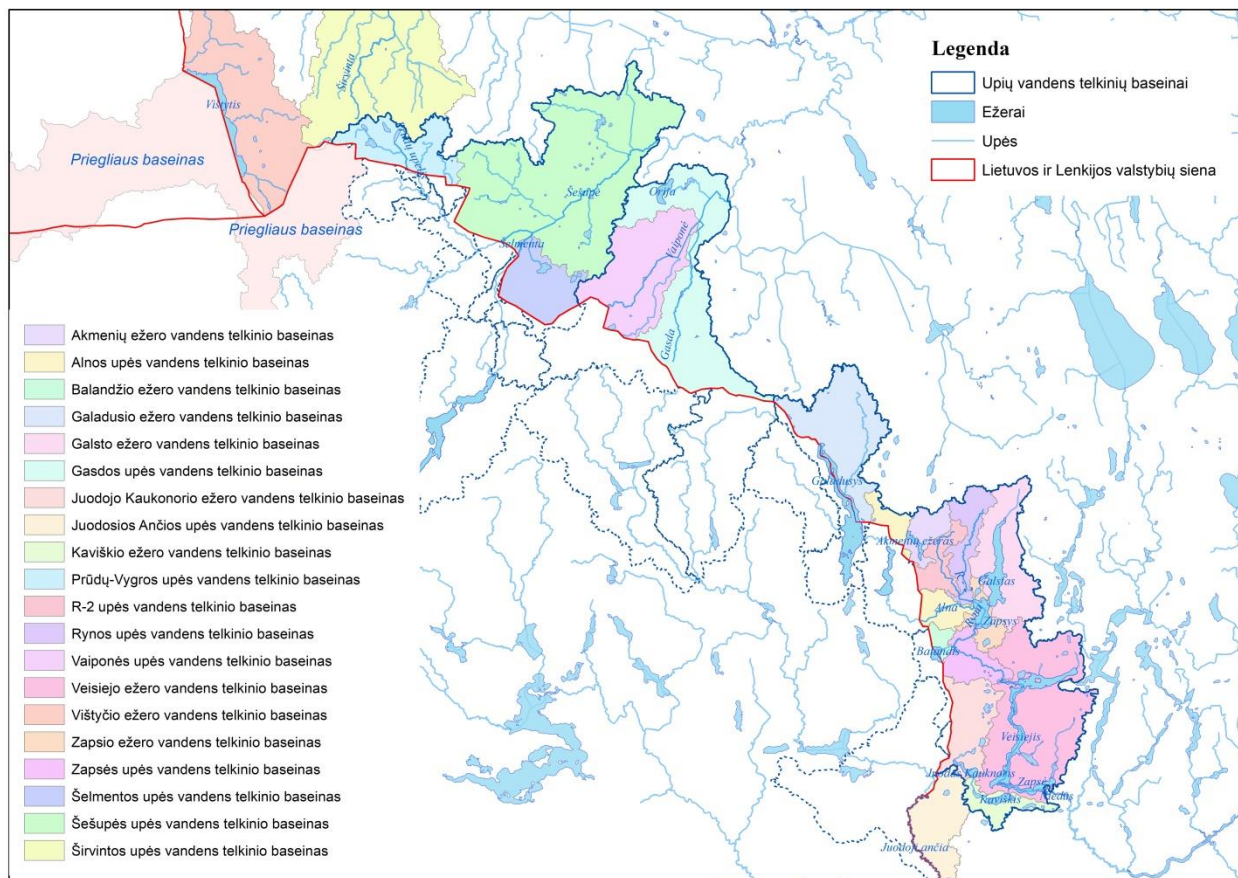 Legenda
Upių vandens telkinių baseinai
Ežerai
Upės
Lietuvos ir Lenkijos valstybių siena
Širvinta
Vištytis
Priegliaus baseinas
Priegliaus baseinas
Šešupė
Orija
Šelmenta
Vaiponė
Gasda
Akmenių ežero vandens telkinio baseinas
Alnos upės vandens telkinio baseinas
Balandžio ežero vandens telkinio baseinas
Galadusio ežero vandens telkinio baseinas
Galsto ežero vandens telkinio baseinas
Gasdos upės vandens telkinio baseinas
Juodojo Kaukonorio ežero vandens telkinio baseinas
Juodosios Ančios upės vandens telkinio baseinas
Kaviškio ežero vandens telkinio baseinas
Prūdų-Vygros upės vandens telkinio baseinas
R-2 upės vandens telkinio baseinas
Rynos upės vandens telkinio baseinas
Vaiponės upės vandens telkinio baseinas
Veisiejo ežero vandens telkinio baseinas
Vištyčio ežero vandens telkinio baseinas
Zapsio ežero vandens telkinio baseinas
Zapsės upės vandens telkinio baseinas
Šelmentos upės vandens telkinio baseinas
Šešupės upės vandens telkinio baseinas
Širvintos upės vandens telkinio baseinas
Galadusys
Akmenių ežeras
Galstas
Alna
Zapsys
Balandis
Veisiejis
Zapsė
Kaviškis
Juodoji Ančia